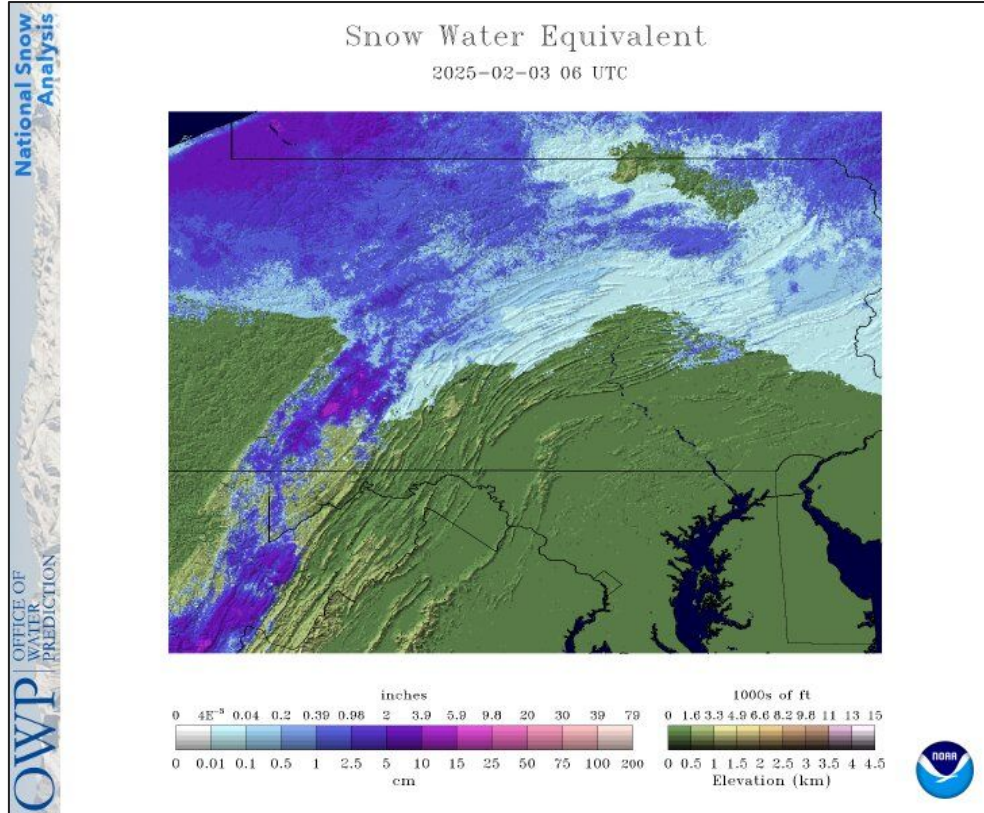 National Snow
Analysis
OWP
OFFICE OF
WATER
PREDICTION
Snow Water Equivalent
2025-02-03 06 UTC
inches
0 4E⁻³ 0.04 0.2 0.39 0.98 2 3.9 5.9 9.8 20 30 39 79
0 0.01 0.1 0.5 1 2.5 5 10 15 25 50 75 100 200
cm
1000s of ft
0 1.6 3.3 4.9 6.6 8.2 9.8 11 13 15
0 0.5 1 1.5 2 2.5 3 3.5 4 4.5
Elevation (km)
NOAA